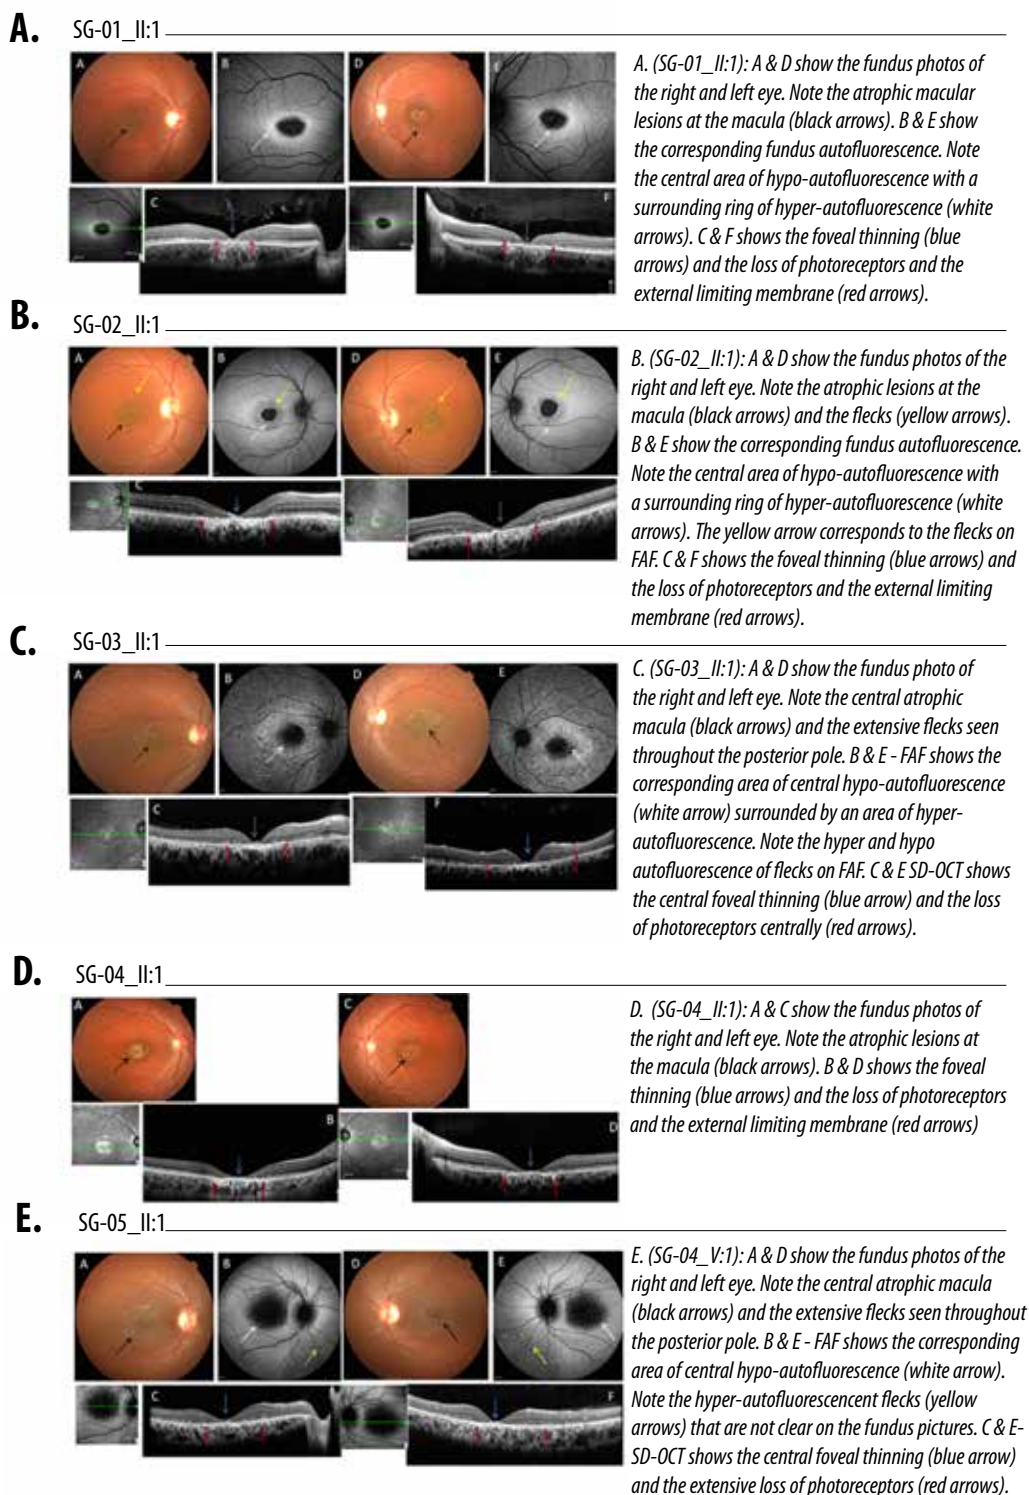 A.
SG-01_II:1
A
B
D
E
C
F
A. (SG-01_II:1): A & D show the fundus photos of
the right and left eye. Note the atrophic macular
lesions at the macula (black arrows). B & E show
the corresponding fundus autofluorescence. Note
the central area of hypo-autofluorescence with a
surrounding ring of hyper-autofluorescence (white
arrows). C & F shows the foveal thinning (blue
arrows) and the loss of photoreceptors and the
external limiting membrane (red arrows).
B.
SG-02_II:1
A
B
D
E
C
B. (SG-02_II:1): A & D show the fundus photos of the
right and left eye. Note the atrophic lesions at the
macula (black arrows) and the flecks (yellow arrows).
B & E show the corresponding fundus autofluorescence.
Note the central area of hypo-autofluorescence with
a surrounding ring of hyper-autofluorescence (white
arrows). The yellow arrow corresponds to the flecks on
FAF. C & F shows the foveal thinning (blue arrows) and
the loss of photoreceptors and the external limiting
membrane (red arrows).
C.
SG-03_II:1
A
B
D
E
C
F
C. (SG-03_II:1): A & D show the fundus photo of
the right and left eye. Note the central atrophic
macula (black arrows) and the extensive flecks seen
throughout the posterior pole. B & E - FAF shows the
corresponding area of central hypo-autofluorescence
(white arrow) surrounded by an area of hyper-
autofluorescence. Note the hyper and hypo
autofluorescence of flecks on FAF. C & E SD-OCT shows
the central foveal thinning (blue arrow) and the loss
of photoreceptors centrally (red arrows).
D.
SG-04_II:1
A
C
B
D
D. (SG-04_II:1): A & C show the fundus photos of
the right and left eye. Note the atrophic lesions at
the macula (black arrows). B & D shows the foveal
thinning (blue arrows) and the loss of photoreceptors
and the external limiting membrane (red arrows)
E.
SG-05_II:1
A
B
D
E
C
F
E. (SG-04_V:1): A & D show the fundus photos of the
right and left eye. Note the central atrophic macula
(black arrows) and the extensive flecks seen throughout
the posterior pole. B & E - FAF shows the corresponding
area of central hypo-autofluorescence (white arrow).
Note the hyper-autofluorescencent flecks (yellow
arrows) that are not clear on the fundus pictures. C & E-
SD-OCT shows the central foveal thinning (blue arrow)
and the extensive loss of photoreceptors (red arrows).